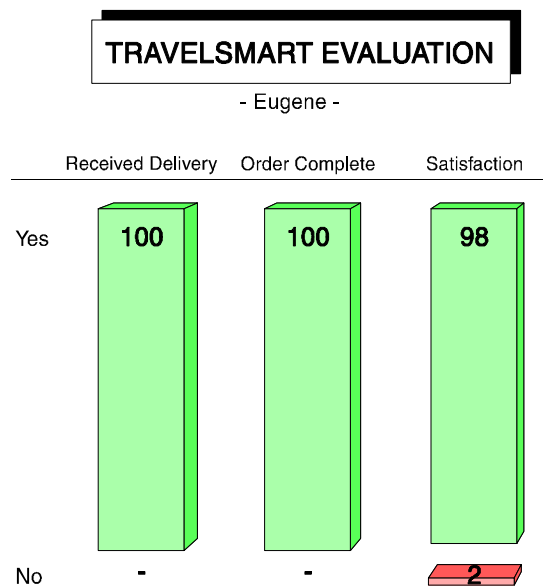 TRAVELSMART EVALUATION
- Eugene -
Received Delivery Order Complete Satisfaction
Yes 100 100 98
No - - 2